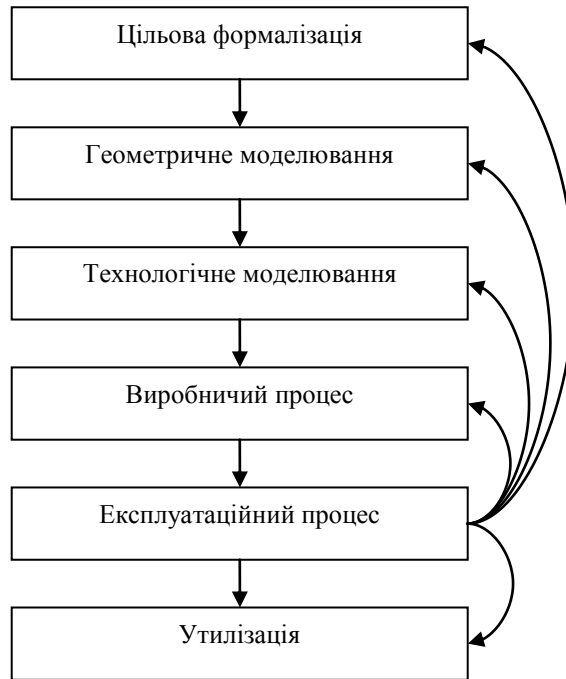 Цільова формалізація
Геометричне моделювання
Технологічне моделювання
Виробничий процес
Експлуатаційний процес
Утилізація